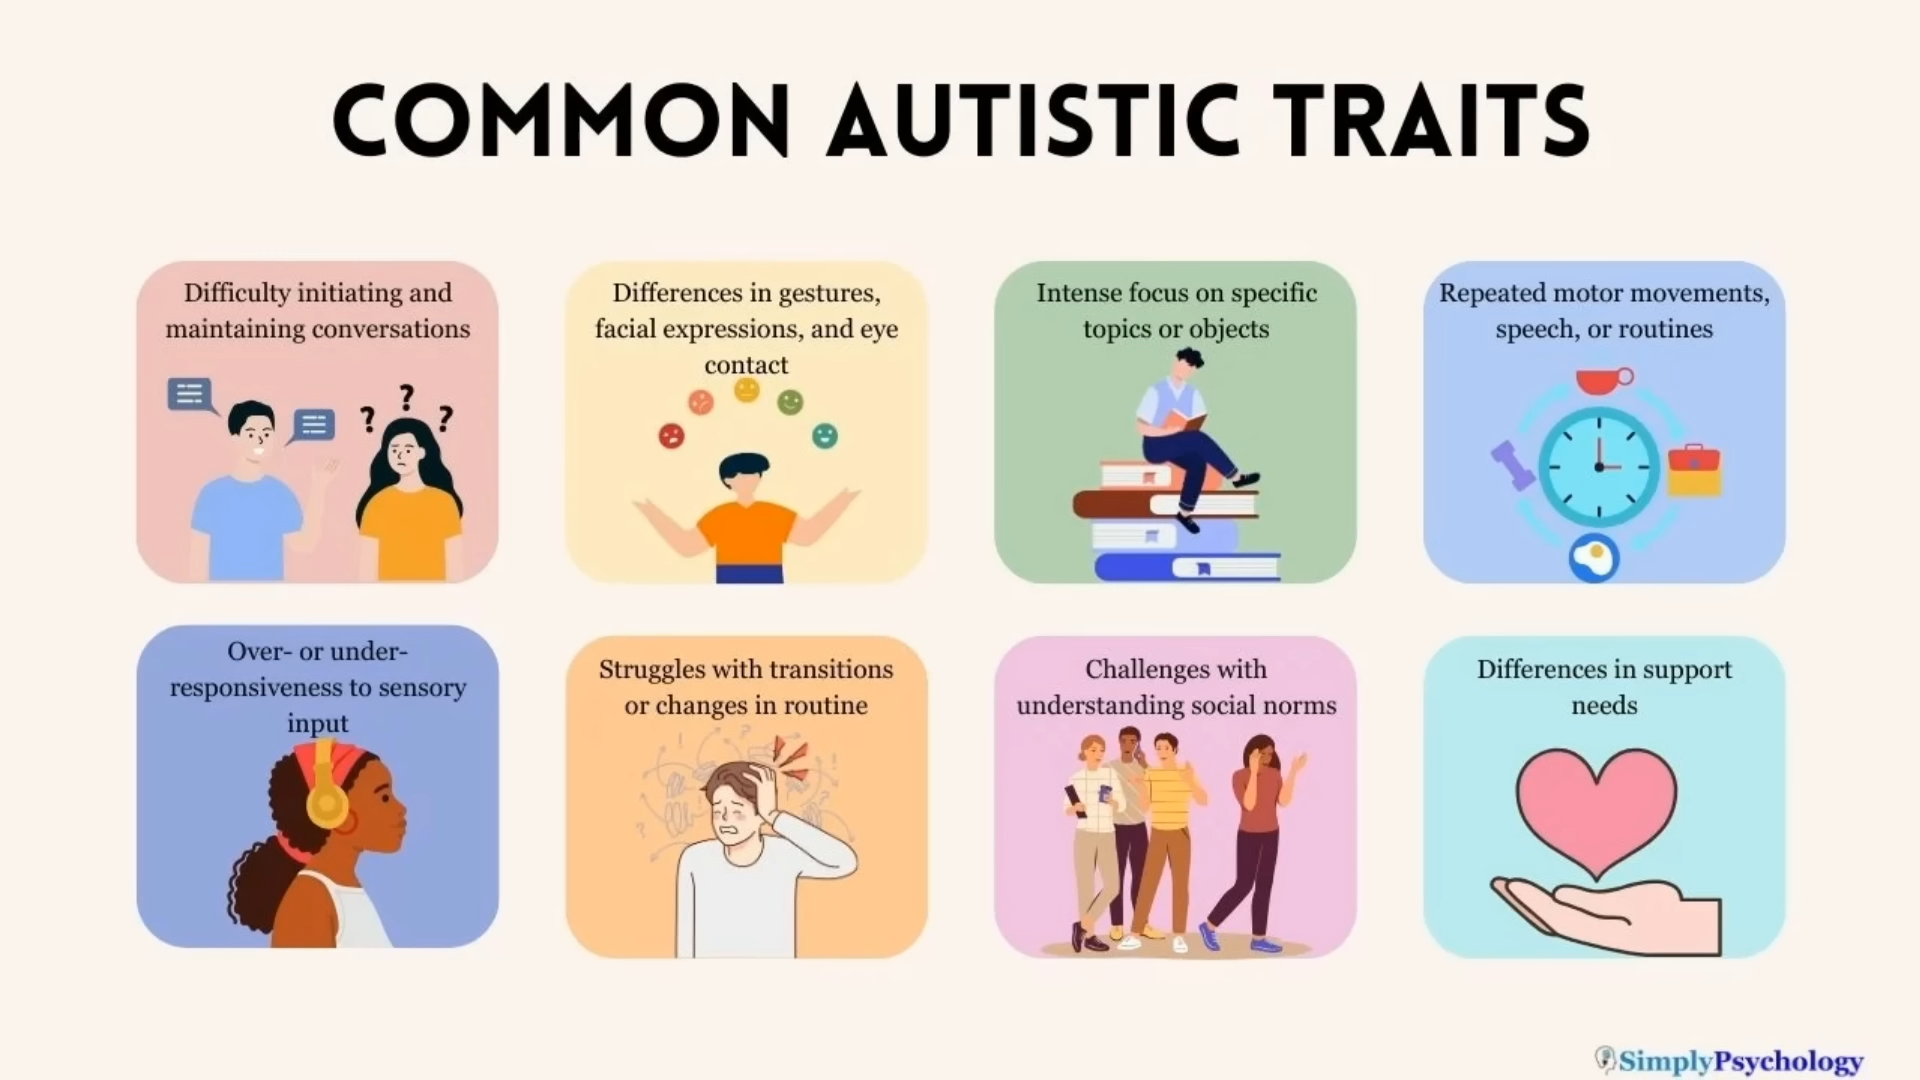 COMMON AUTISTIC TRAITS
Difficulty initiating and
maintaining conversations
Differences in gestures,
facial expressions, and eye
contact
Intense focus on specific
topics or objects
Repeated motor movements,
speech, or routines
Over- or under-
responsiveness to sensory
input
Struggles with transitions
or changes in routine
Challenges with
understanding social norms
Differences in support
needs
SimplyPsychology